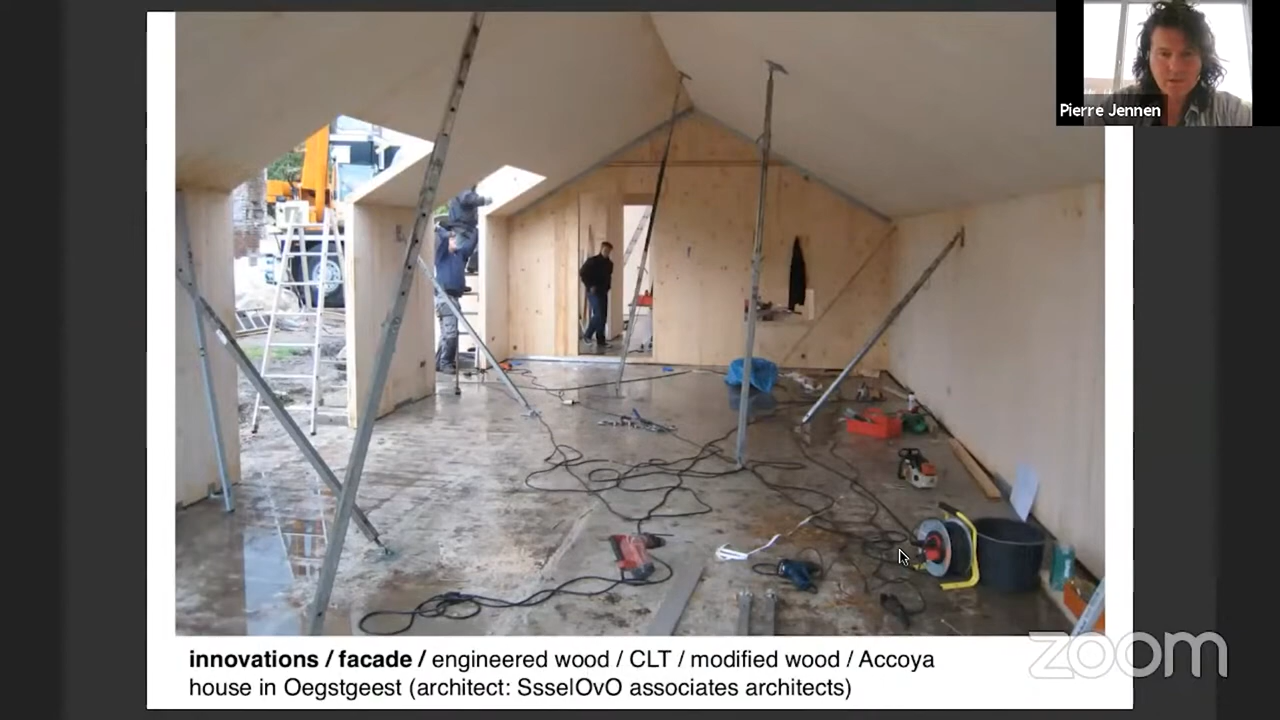 Pierre Jennen
innovations / facade / engineered wood / CLT / modified wood / Accoya
house in Oegstgeest (architect: SsselOvO associates architects)
zoom